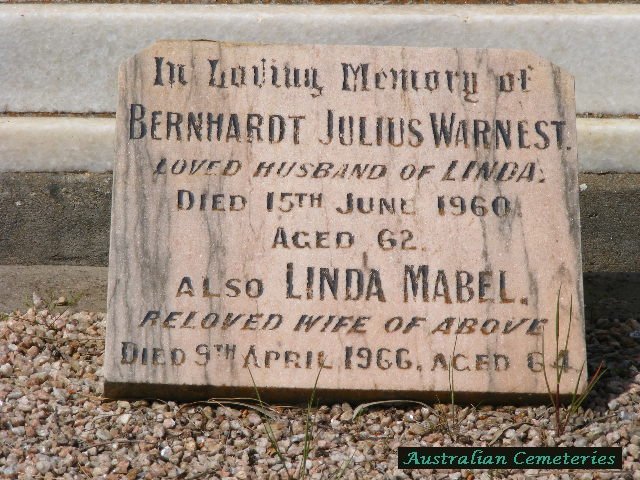 In Loving Memory of
BERNHARDT JULIUS WARNEST.
LOVED HUSBAND OF LINDA.
DIED 15TH JUNE 1960
AGED 62.
ALSO LINDA MABEL.
BELOVED WIFE OF ABOVE
DIED 9TH APRIL 1966, AGED 64
Australian Cemeteries